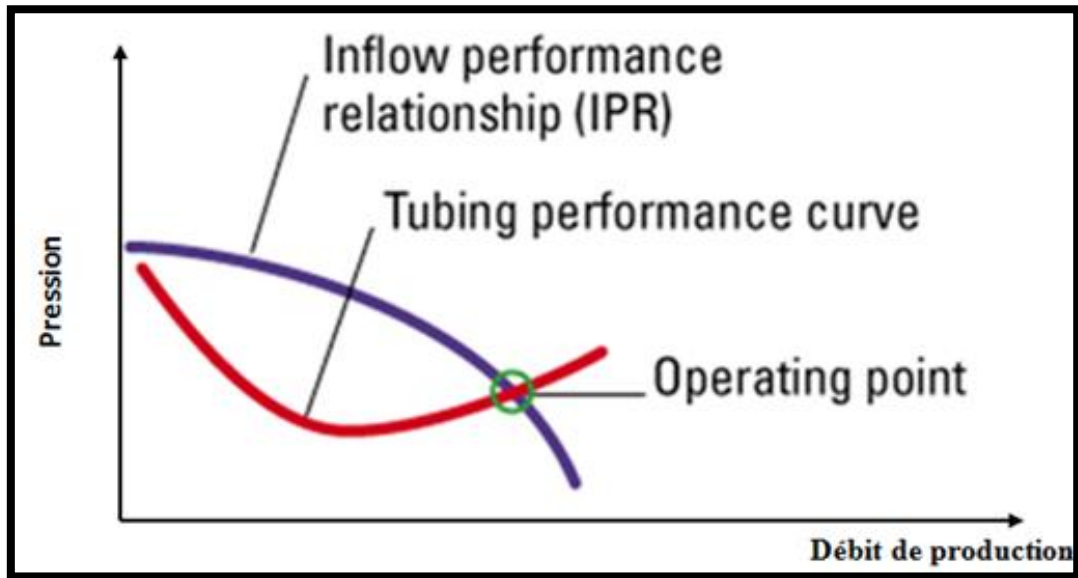 Inflow performance
relationship (IPR)
Tubing performance curve
Pression
Operating point
Débit de production